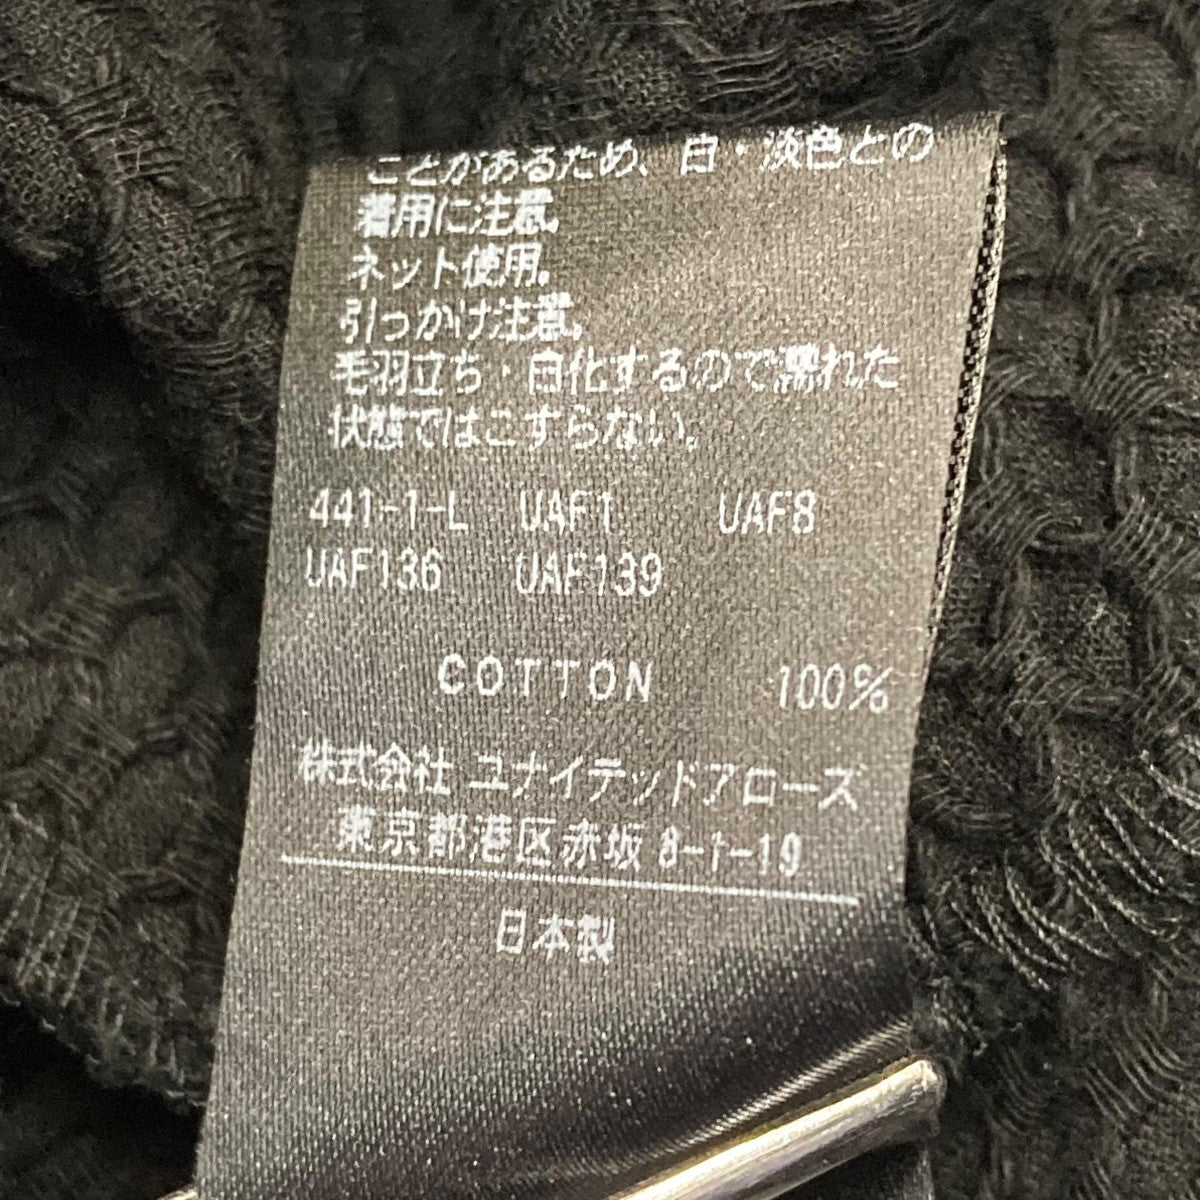 ことがあるため、白・淡色との
着用に注意。
ネット使用。
引っかけ注意。
毛羽立ち・白化するので濡れた
状態ではこすらない。
441-1-L UAF1 UAF8
UAF136 UAF139
COTTON 100%
株式会社 ユナイテッドアローズ
東京都港区赤坂 8-1-19
日本製